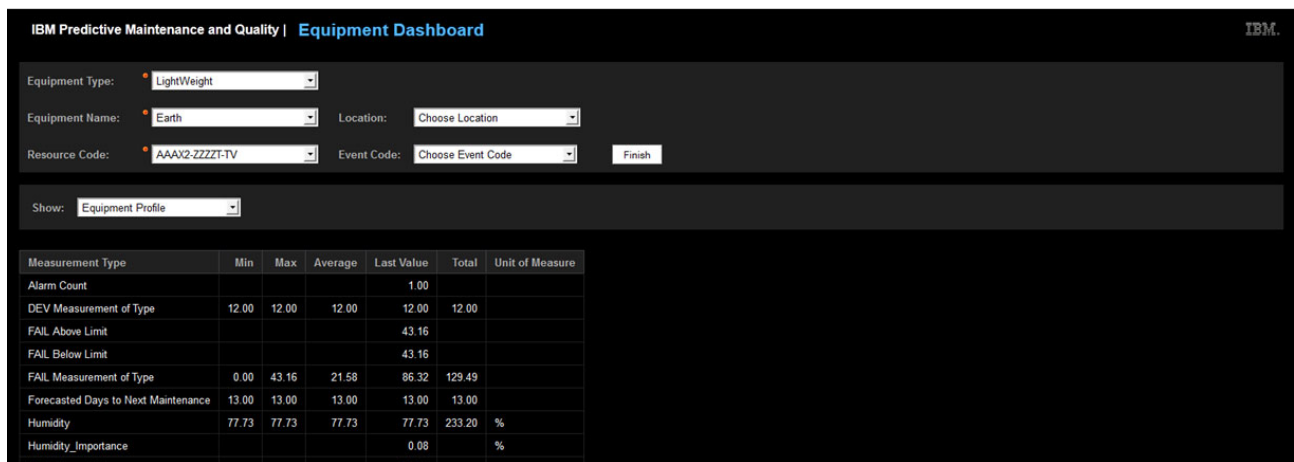 IBM Predictive Maintenance and Quality | Equipment Dashboard IBM.
Equipment Type: LightWeight
Equipment Name: Earth Location: Choose Location
Resource Code: AAAX2-ZZZZT-TV Event Code: Choose Event Code Finish
Show: Equipment Profile
Measurement Type Min Max Average Last Value Total Unit of Measure
Alarm Count 1.00
DEV Measurement of Type 12.00 12.00 12.00 12.00 12.00
FAIL Above Limit 43.16
FAIL Below Limit 43.16
FAIL Measurement of Type 0.00 43.16 21.58 86.32 129.49
Forecasted Days to Next Maintenance 13.00 13.00 13.00 13.00 13.00
Humidity 77.73 77.73 77.73 77.73 233.20 %
Humidity_Importance 0.08 %